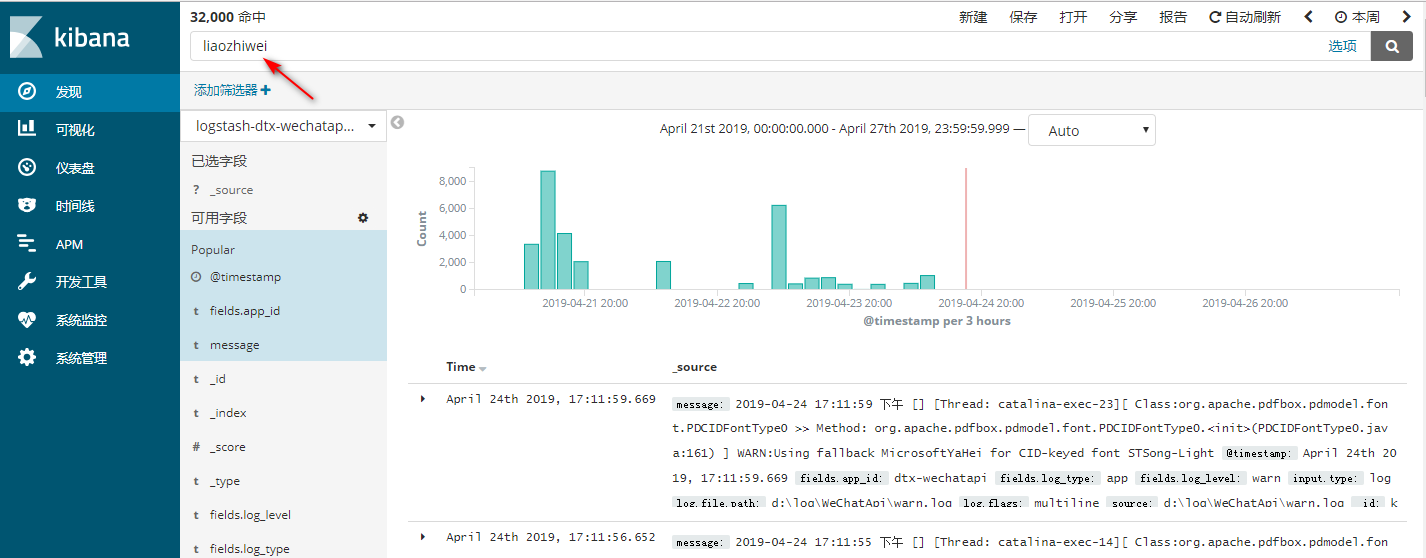 kibana
发现
可视化
仪表盘
时间线
APM
开发工具
系统监控
系统管理
32,000 命中
新建 保存 打开 分享 报告 自动刷新 本周
liaozhiwei
选项
添加筛选器
logstash-dtx-wechatap...
已选字段
? _source
可用字段
Popular
@timestamp
t fields.app_id
t message
t _id
t _index
# _score
t _type
t fields.log_level
t fields.log_type
April 21st 2019, 00:00:00.000 - April 27th 2019, 23:59:59.999 — Auto
Count
8,000
6,000
4,000
2,000
0
2019-04-21 20:00 2019-04-22 20:00 2019-04-23 20:00 2019-04-24 20:00 2019-04-25 20:00 2019-04-26 20:00
@timestamp per 3 hours
Time _source
April 24th 2019, 17:11:59.669
message: 2019-04-24 17:11:59 下午 [] [Thread: catalina-exec-23][ Class:org.apache.pdfbox.pdmodel.fon
t.PDCIDFontType0 >> Method: org.apache.pdfbox.pdmodel.font.PDCIDFontType0.<init>(PDCIDFontType0.jav
a:161) ] WARN:Using fallback MicrosoftYaHei for CID-keyed font STSong-Light @timestamp: April 24th 20
19, 17:11:59.669 fields.app_id: dtx-wechatapi fields.log_type: app fields.log_level: warn input.type: log
log.file.path: d:\log\WeChatApi\warn.log log.flags: multiline source: d:\log\WeChatApi\warn.log _id: k
April 24th 2019, 17:11:56.652
message: 2019-04-24 17:11:55 下午 [] [Thread: catalina-exec-14][ Class:org.apache.pdfbox.pdmodel.fon